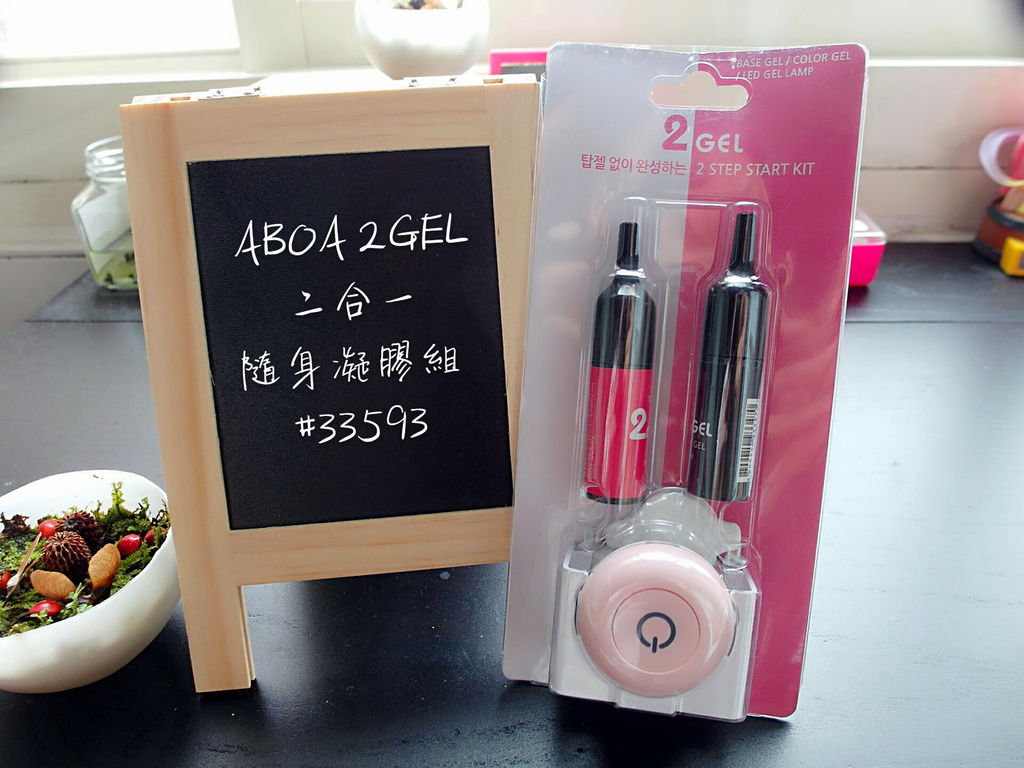 ABOA 2GEL
二合一
隨身凝膠組
#33593
BASE GEL / COLOR GEL
/ LED GEL LAMP
2GEL
탑젤 없이 완성하는 2 STEP START KIT
2
GEL
GEL